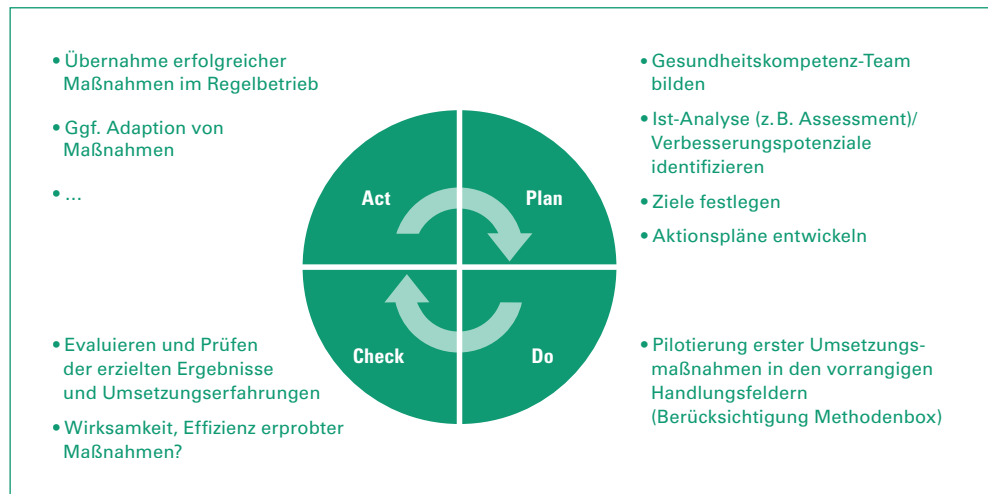 • Übernahme erfolgreicher
Maßnahmen im Regelbetrieb
• Ggf. Adaption von
Maßnahmen
• ...
• Gesundheitskompetenz-Team
bilden
• Ist-Analyse (z. B. Assessment)/
Verbesserungspotenziale
identifizieren
• Ziele festlegen
• Aktionspläne entwickeln
Act
Plan
Check
Do
• Evaluieren und Prüfen
der erzielten Ergebnisse
und Umsetzungserfahrungen
• Wirksamkeit, Effizienz erprobter
Maßnahmen?
• Pilotierung erster Umsetzungs-
maßnahmen in den vorrangigen
Handlungsfeldern
(Berücksichtigung Methodenbox)